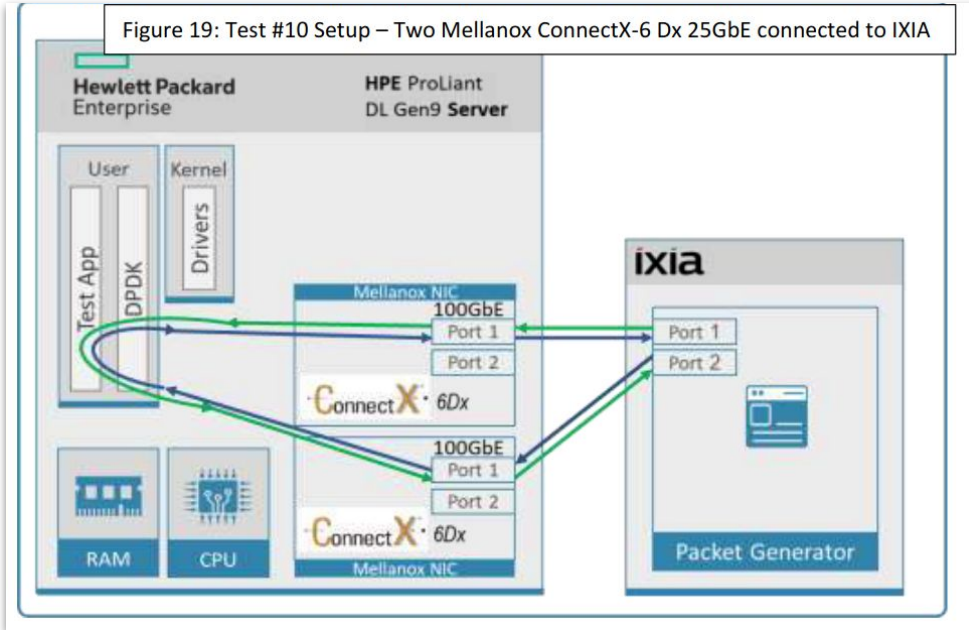 Figure 19: Test #10 Setup – Two Mellanox ConnectX-6 Dx 25GbE connected to IXIA
Hewlett Packard
Enterprise
HPE ProLiant
DL Gen9 Server
User
Kernel
Test App
DPDK
Drivers
Mellanox NIC
100GbE
Port 1
Port 2
ConnectX® 6Dx
100GbE
Port 1
Port 2
ConnectX® 6Dx
Mellanox NIC
RAM
CPU
ixia
Port 1
Port 2
Packet Generator